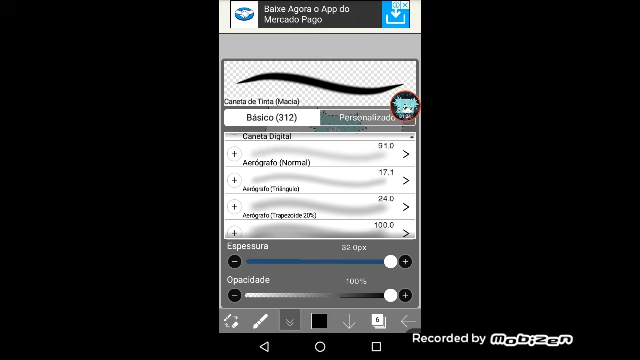 Baixe Agora o App do
Mercado Pago
Caneta de Tinta (Macia)
Básico (312)
Personalizado
Caneta Digital
91.0
Aerógrafo (Normal)
17.1
Aerógrafo (Triângulo)
24.0
Aerógrafo (Trapezoide 20%)
100.0
Espessura
32.0px
Opacidade
100%
6
Recorded by Mobizen